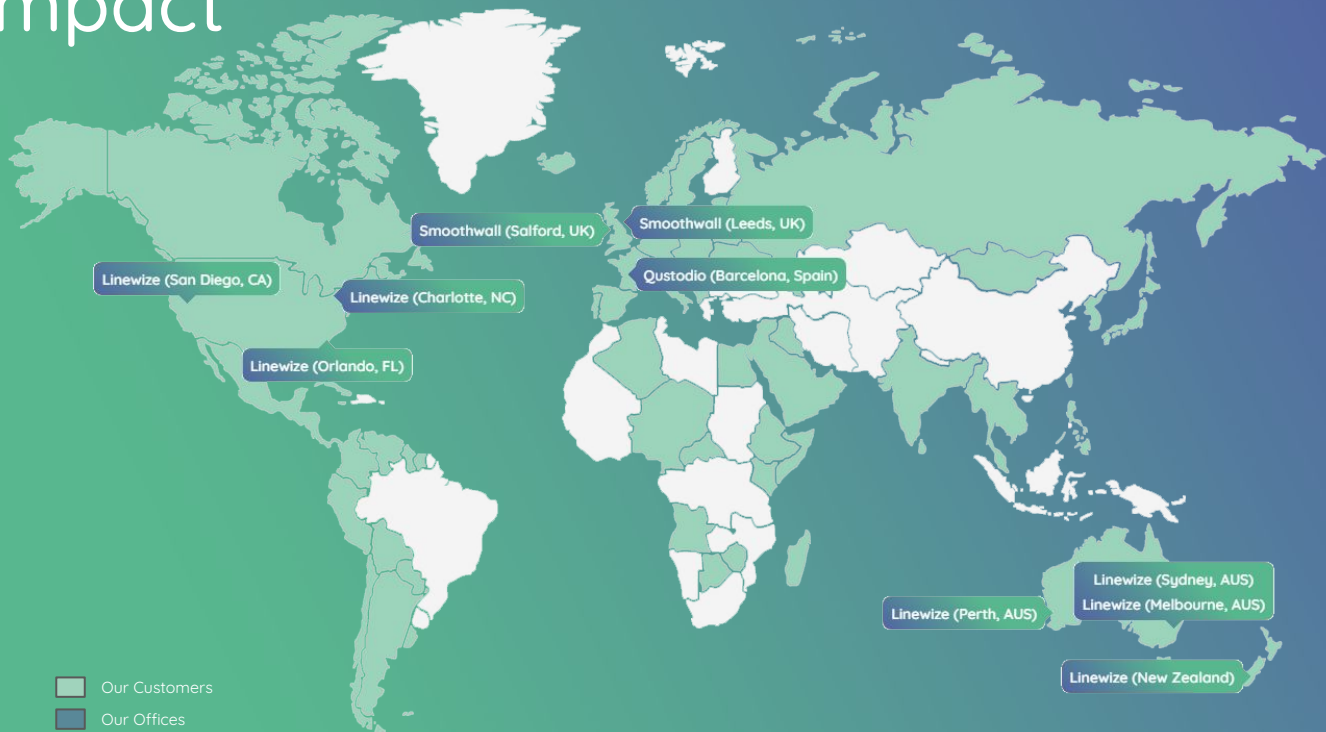 mpact
Smoothwall (Salford, UK)
Smoothwall (Leeds, UK)
Linewize (San Diego, CA)
Qustodio (Barcelona, Spain)
Linewize (Charlotte, NC)
Linewize (Orlando, FL)
Linewize (Sydney, AUS)
Linewize (Melbourne, AUS)
Linewize (Perth, AUS)
Linewize (New Zealand)
Our Customers
Our Offices